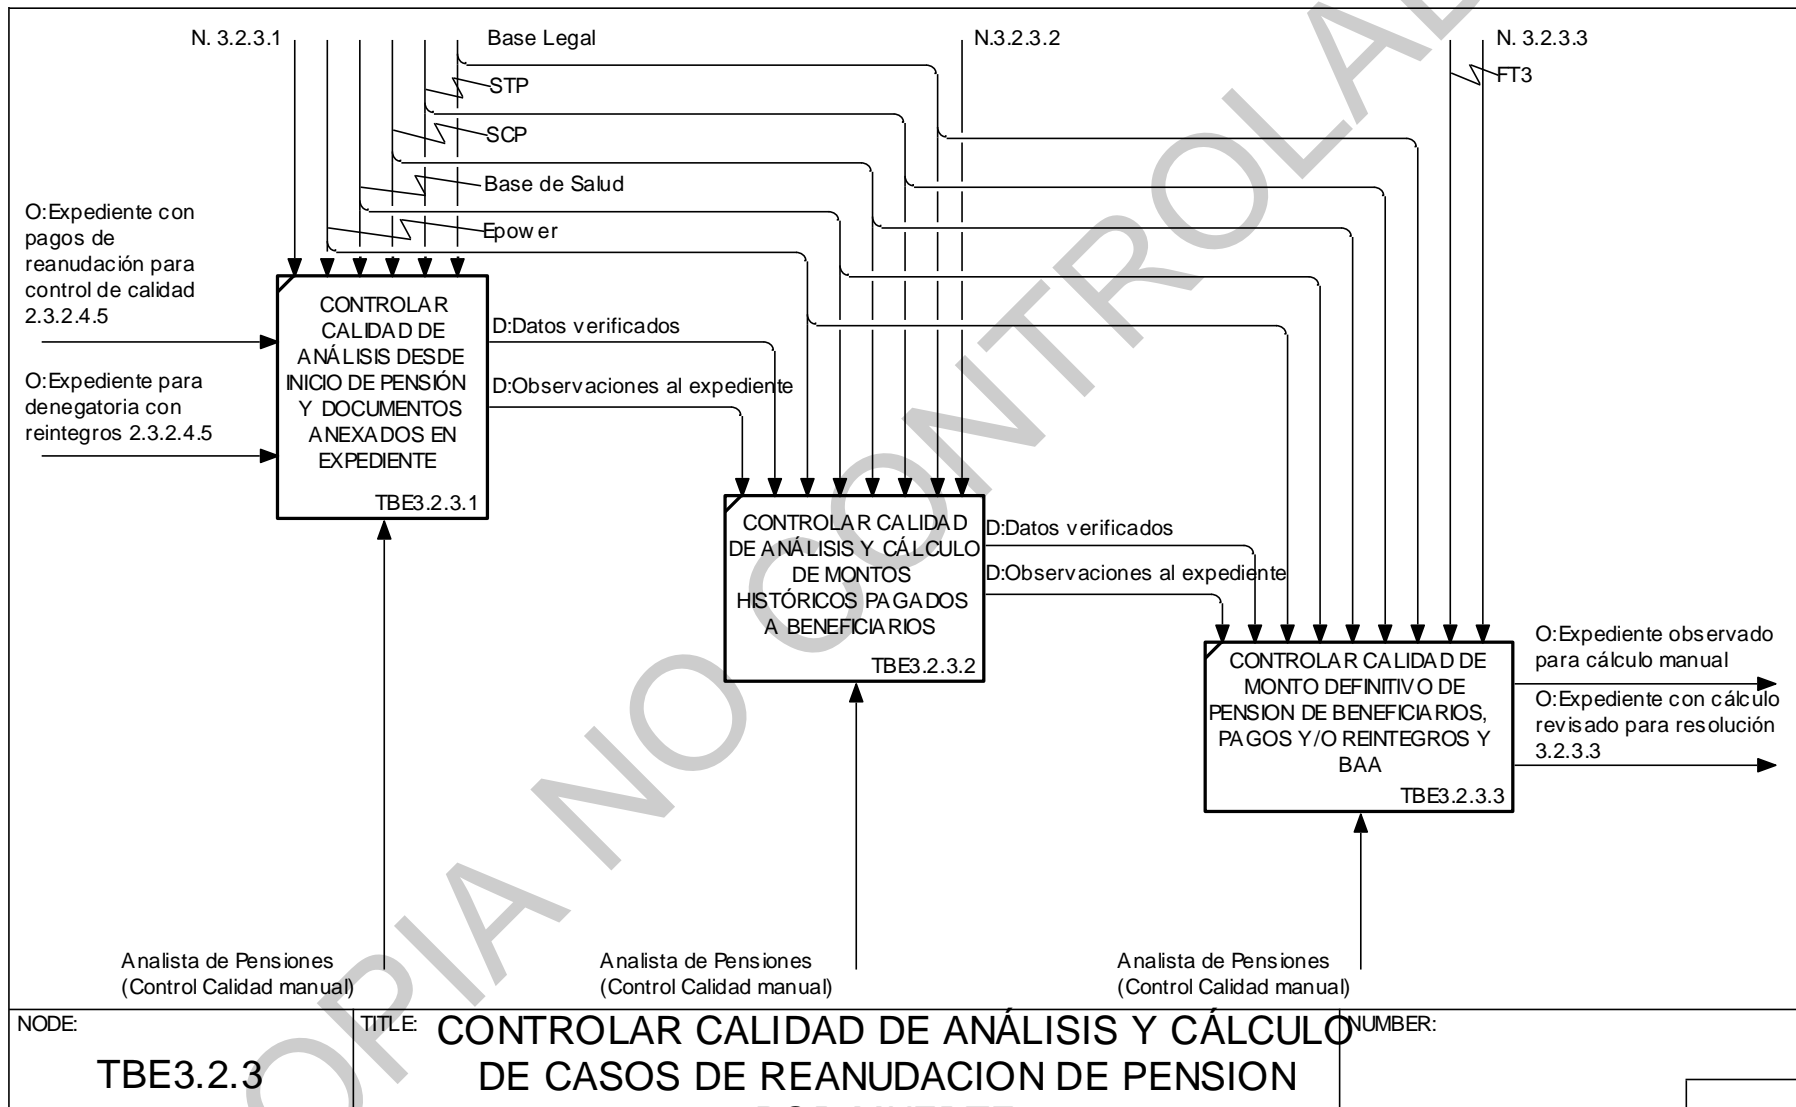 N. 3.2.3.1
Base Legal
N.3.2.3.2
N. 3.2.3.3
FT3
STP
SCP
Base de Salud
Epower
O:Expediente con
pagos de
reanudación para
control de calidad
2.3.2.4.5
O:Expediente para
denegatoria con
reintegros 2.3.2.4.5
CONTROLAR
CALIDAD DE
ANÁLISIS DESDE
INICIO DE PENSIÓN
Y DOCUMENTOS
ANEXADOS EN
EXPEDIENTE
TBE3.2.3.1
D:Datos verificados
D:Observaciones al expediente
CONTROLAR CALIDAD
DE ANÁLISIS Y CÁLCULO
DE MONTOS
HISTÓRICOS PAGADOS
A BENEFICIARIOS
TBE3.2.3.2
D:Datos verificados
D:Observaciones al expediente
CONTROLAR CALIDAD DE
MONTO DEFINITIVO DE
PENSION DE BENEFICIARIOS,
PAGOS Y/O REINTEGROS Y
BAA
TBE3.2.3.3
O:Expediente observado
para cálculo manual
O:Expediente con cálculo
revisado para resolución
3.2.3.3
Analista de Pensiones
(Control Calidad manual)
Analista de Pensiones
(Control Calidad manual)
Analista de Pensiones
(Control Calidad manual)
NODE:
TBE3.2.3
TITLE:
CONTROLAR CALIDAD DE ANÁLISIS Y CÁLCULO
DE CASOS DE REANUDACION DE PENSION
NUMBER:
OPIA NO CONTROLA